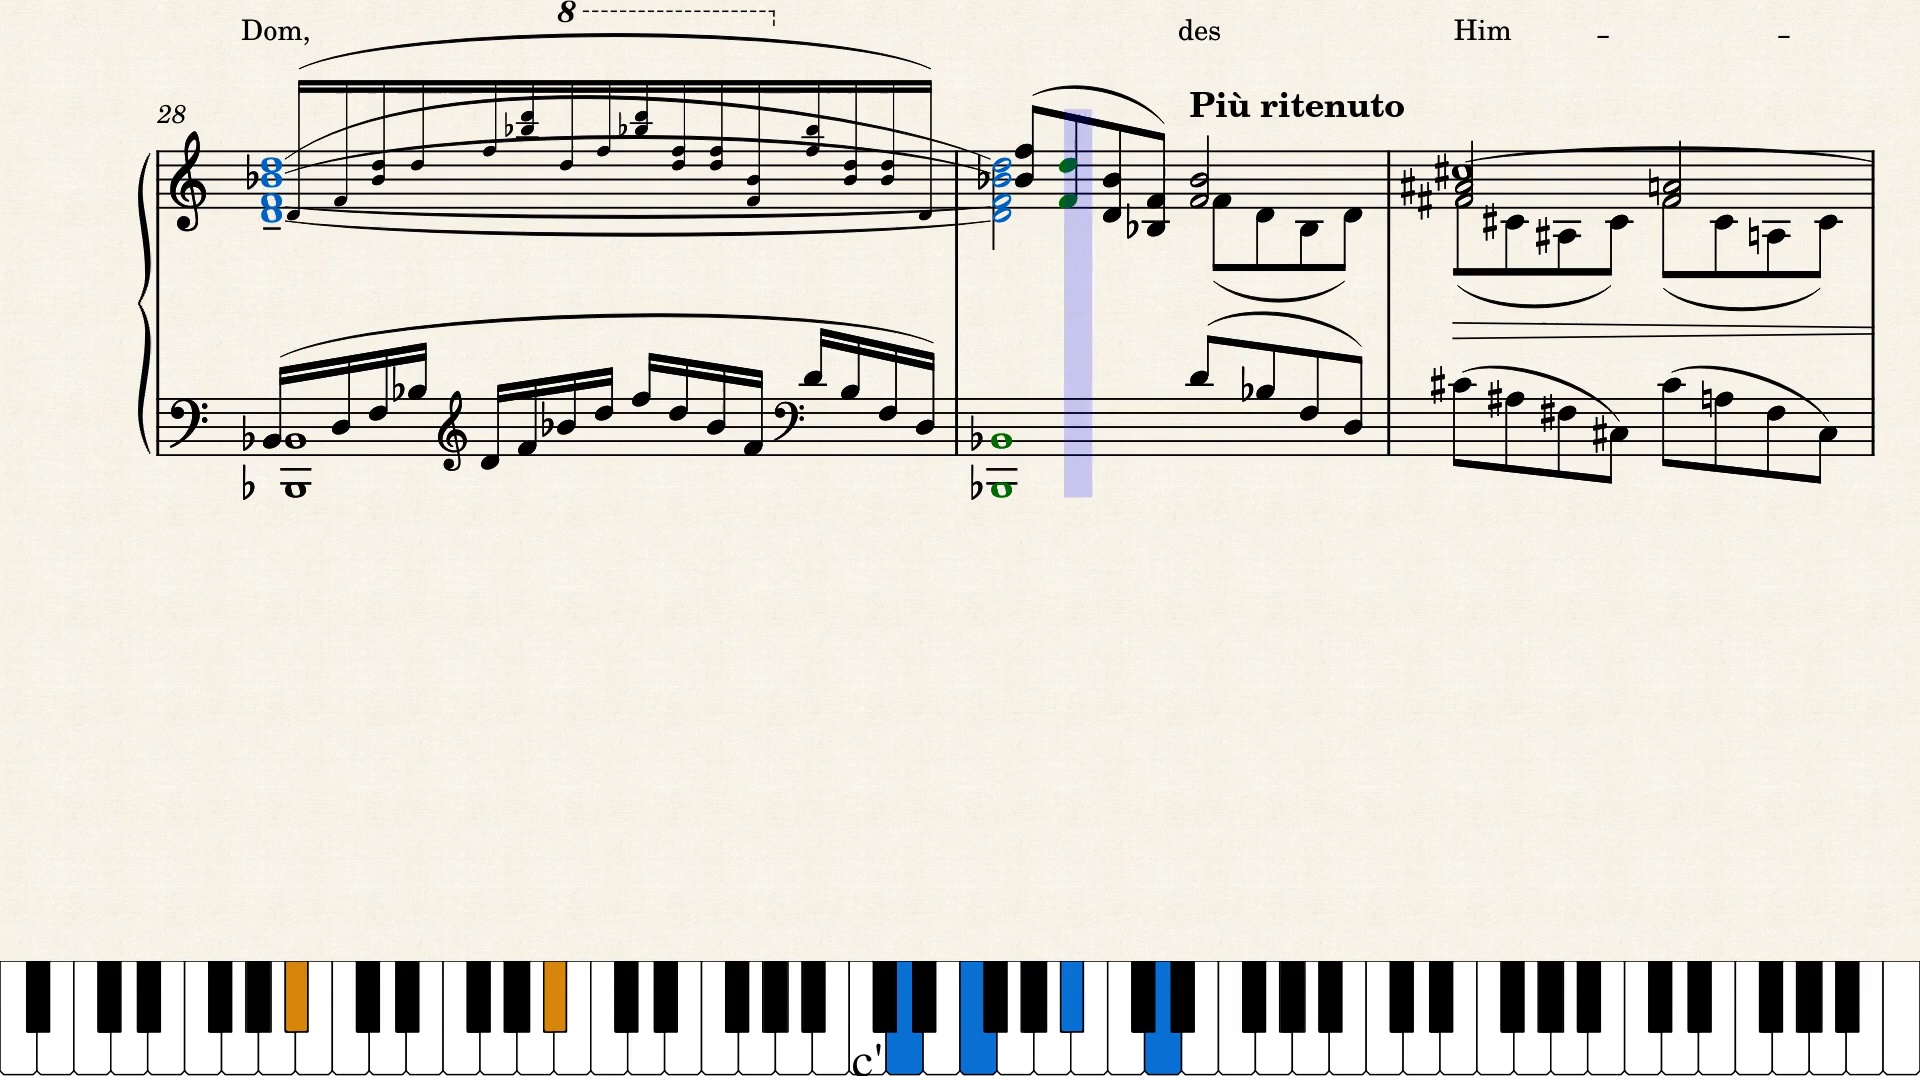 8
Dom, des Him – –
28
Più ritenuto
c'